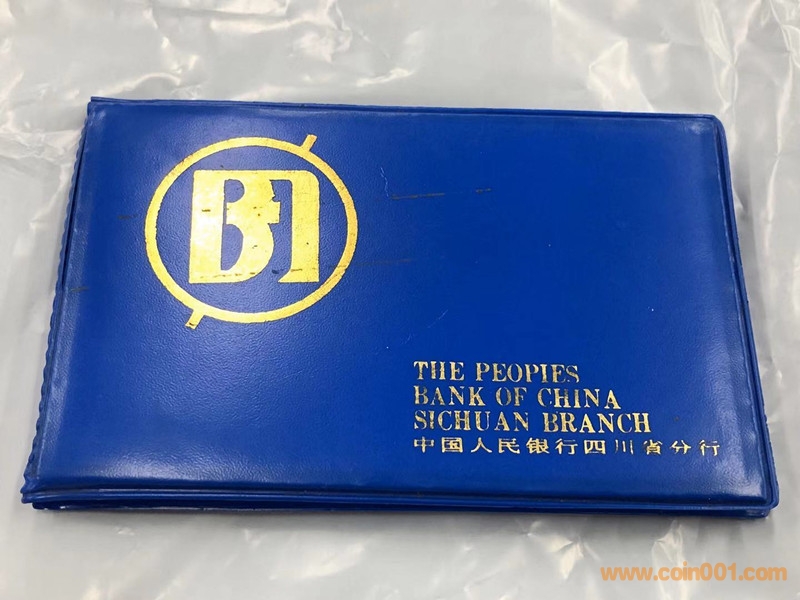 THE PEOPIES
BANK OF CHINA
SICHUAN BRANCH
中国人民银行四川省分行
www.coin001.com